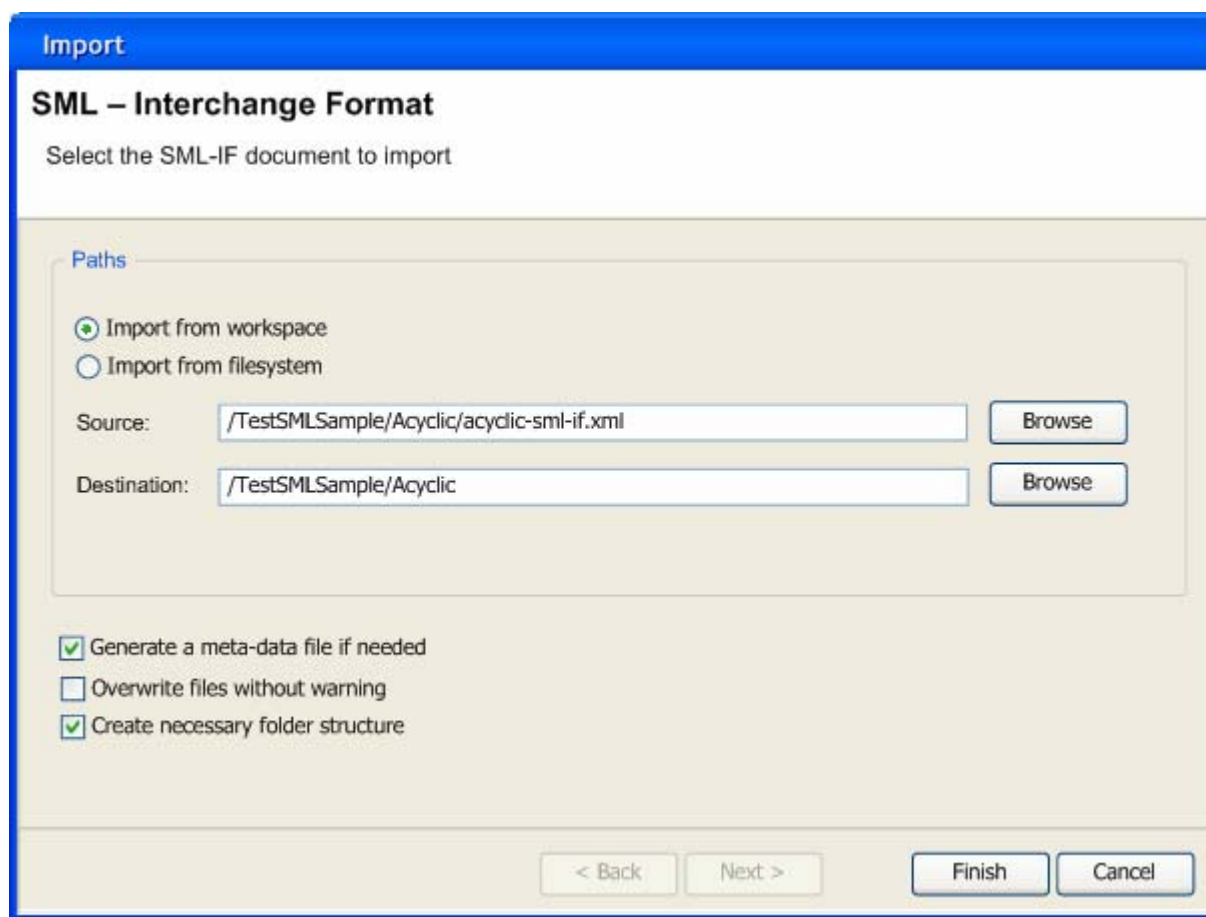 Import
SML – Interchange Format
Select the SML-IF document to import
Paths
Import from workspace
Import from filesystem
Source: /TestSMLSample/Acyclic/acyclic-sml-if.xml Browse
Destination: /TestSMLSample/Acyclic Browse
Generate a meta-data file if needed
Overwrite files without warning
Create necessary folder structure
< Back Next > Finish Cancel